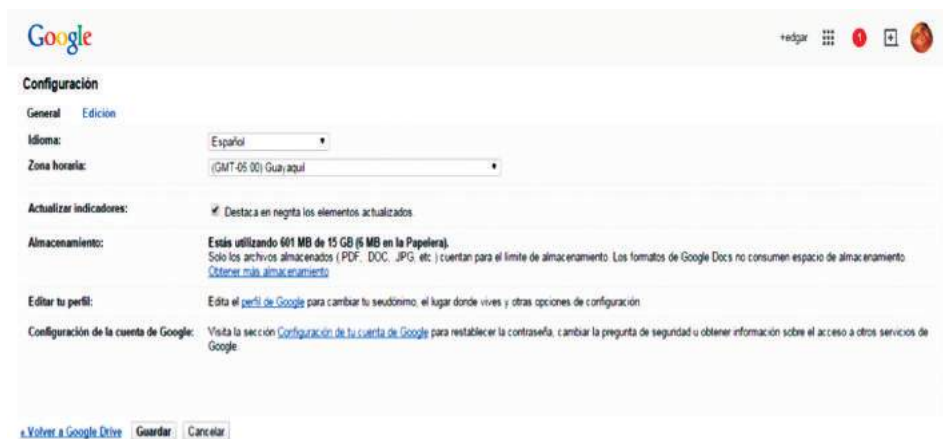 Google
+edgar
1
Configuración
General Edición
Idioma: Español
Zona horaria: (GMT-05:00) Guayaquil
Actualizar indicadores: Destaca en negrita los elementos actualizados.
Almacenamiento: Estás utilizando 601 MB de 15 GB (6 MB en la Papelera).
Solo los archivos almacenados ( PDF, DOC, JPG, etc ) cuentan para el límite de almacenamiento. Los formatos de Google Docs no consumen espacio de almacenamiento.
Obtener más almacenamiento
Editar tu perfil: Edita el perfil de Google para cambiar tu seudónimo, el lugar donde vives y otras opciones de configuración.
Configuración de la cuenta de Google: Visita la sección Configuración de tu cuenta de Google para restablecer la contraseña, cambiar la pregunta de seguridad u obtener información sobre el acceso a otros servicios de
Google.
« Volver a Google Drive Guardar Cancelar